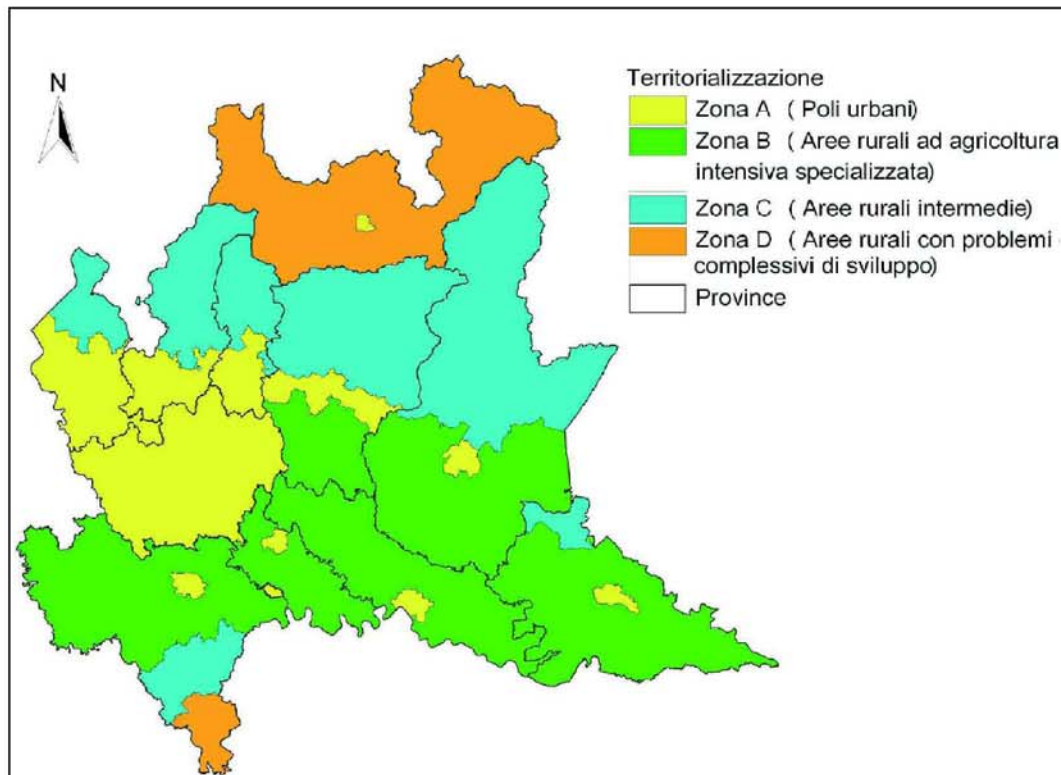 N
Territorializzazione
Zona A ( Poli urbani)
Zona B ( Aree rurali ad agricoltura
intensiva specializzata)
Zona C ( Aree rurali intermedie)
Zona D ( Aree rurali con problemi
complessivi di sviluppo)
Province